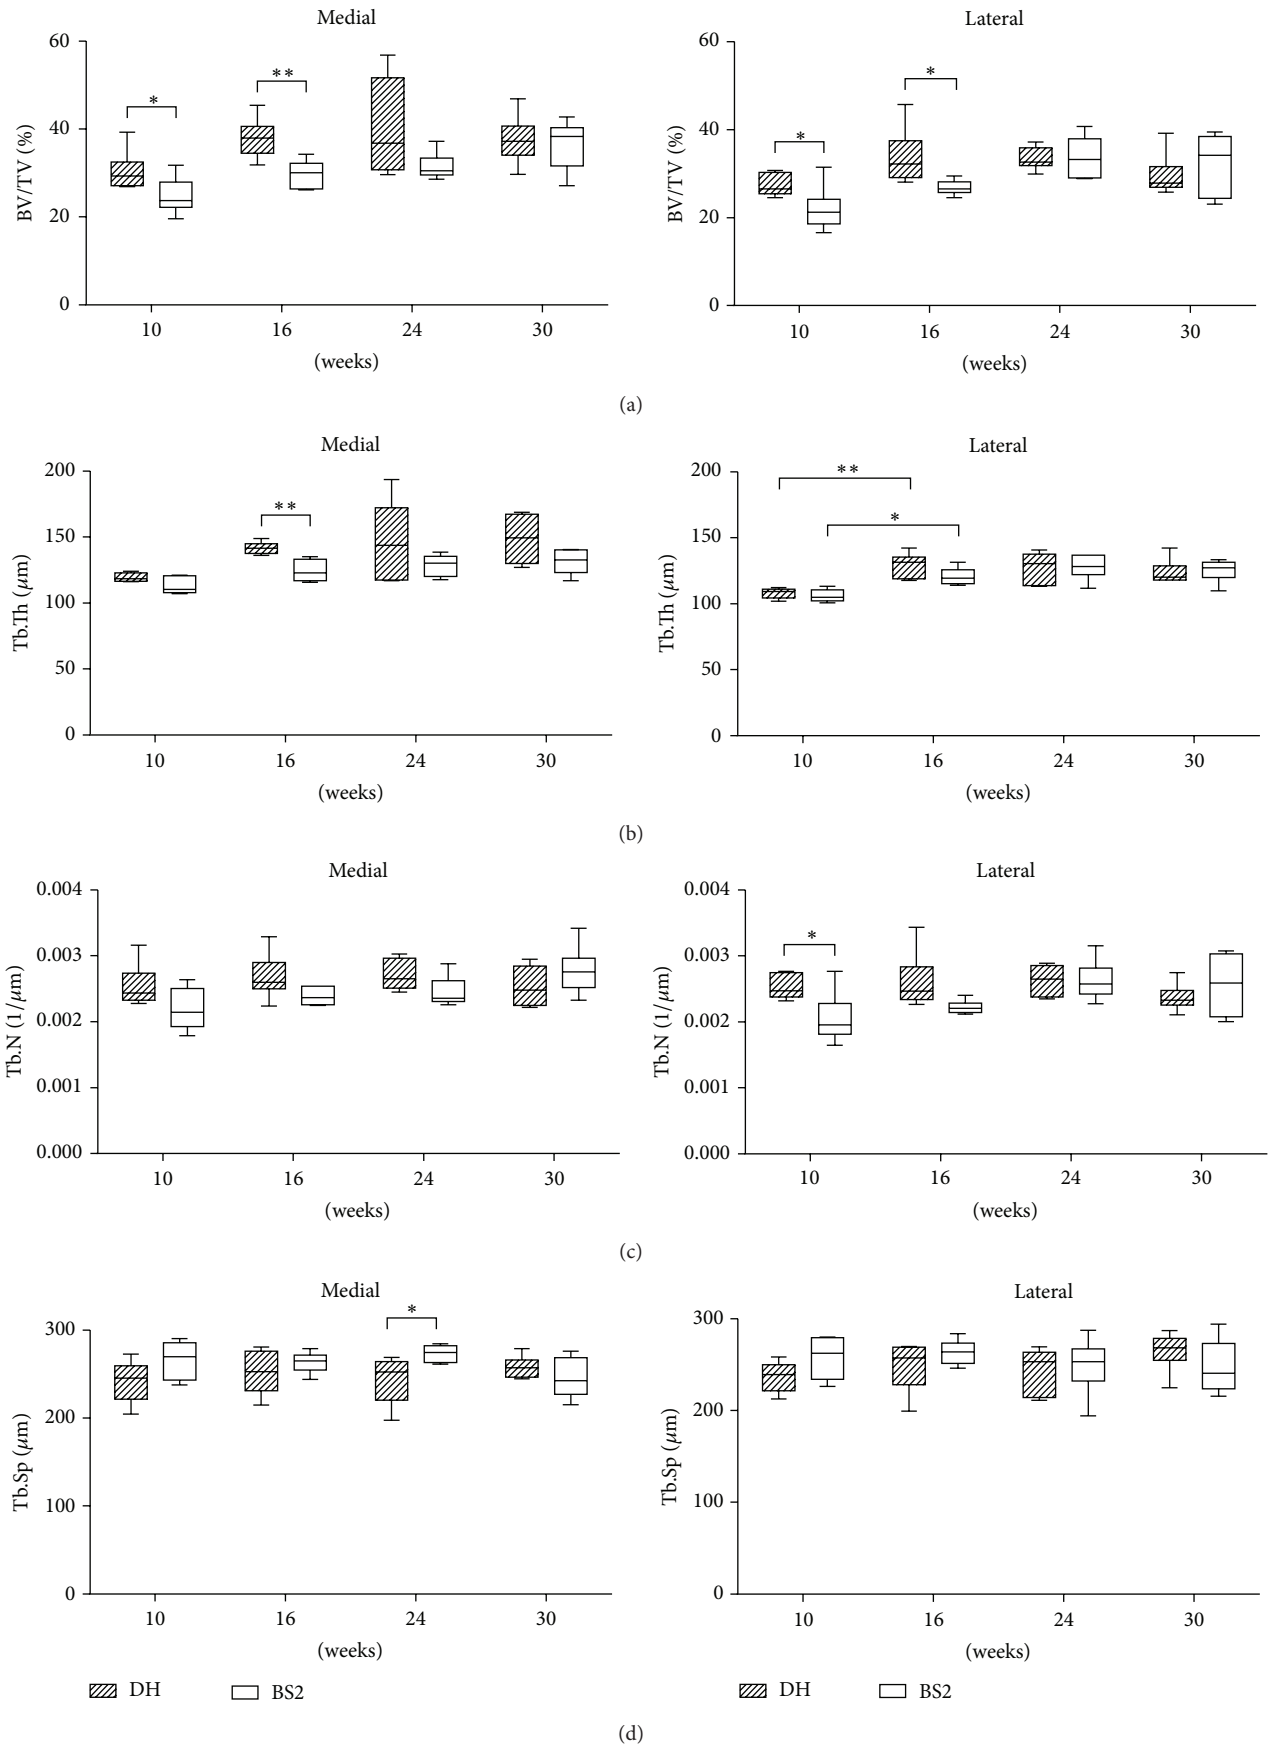 Medial
60
40
20
0
BV/TV (%)
*
**
10 16 24 30
(weeks)
Lateral
60
40
20
0
BV/TV (%)
*
*
10 16 24 30
(weeks)
(a)
Medial
200
150
100
50
0
Tb.Th (μm)
**
10 16 24 30
(weeks)
Lateral
200
150
100
50
0
Tb.Th (μm)
**
*
10 16 24 30
(weeks)
(b)
Medial
0.004
0.003
0.002
0.001
0.000
Tb.N (1/μm)
10 16 24 30
(weeks)
Lateral
0.004
0.003
0.002
0.001
0.000
Tb.N (1/μm)
*
10 16 24 30
(weeks)
(c)
Medial
300
200
100
0
Tb.Sp (μm)
*
10 16 24 30
(weeks)
DH BS2
Lateral
300
200
100
0
Tb.Sp (μm)
10 16 24 30
(weeks)
DH BS2
(d)